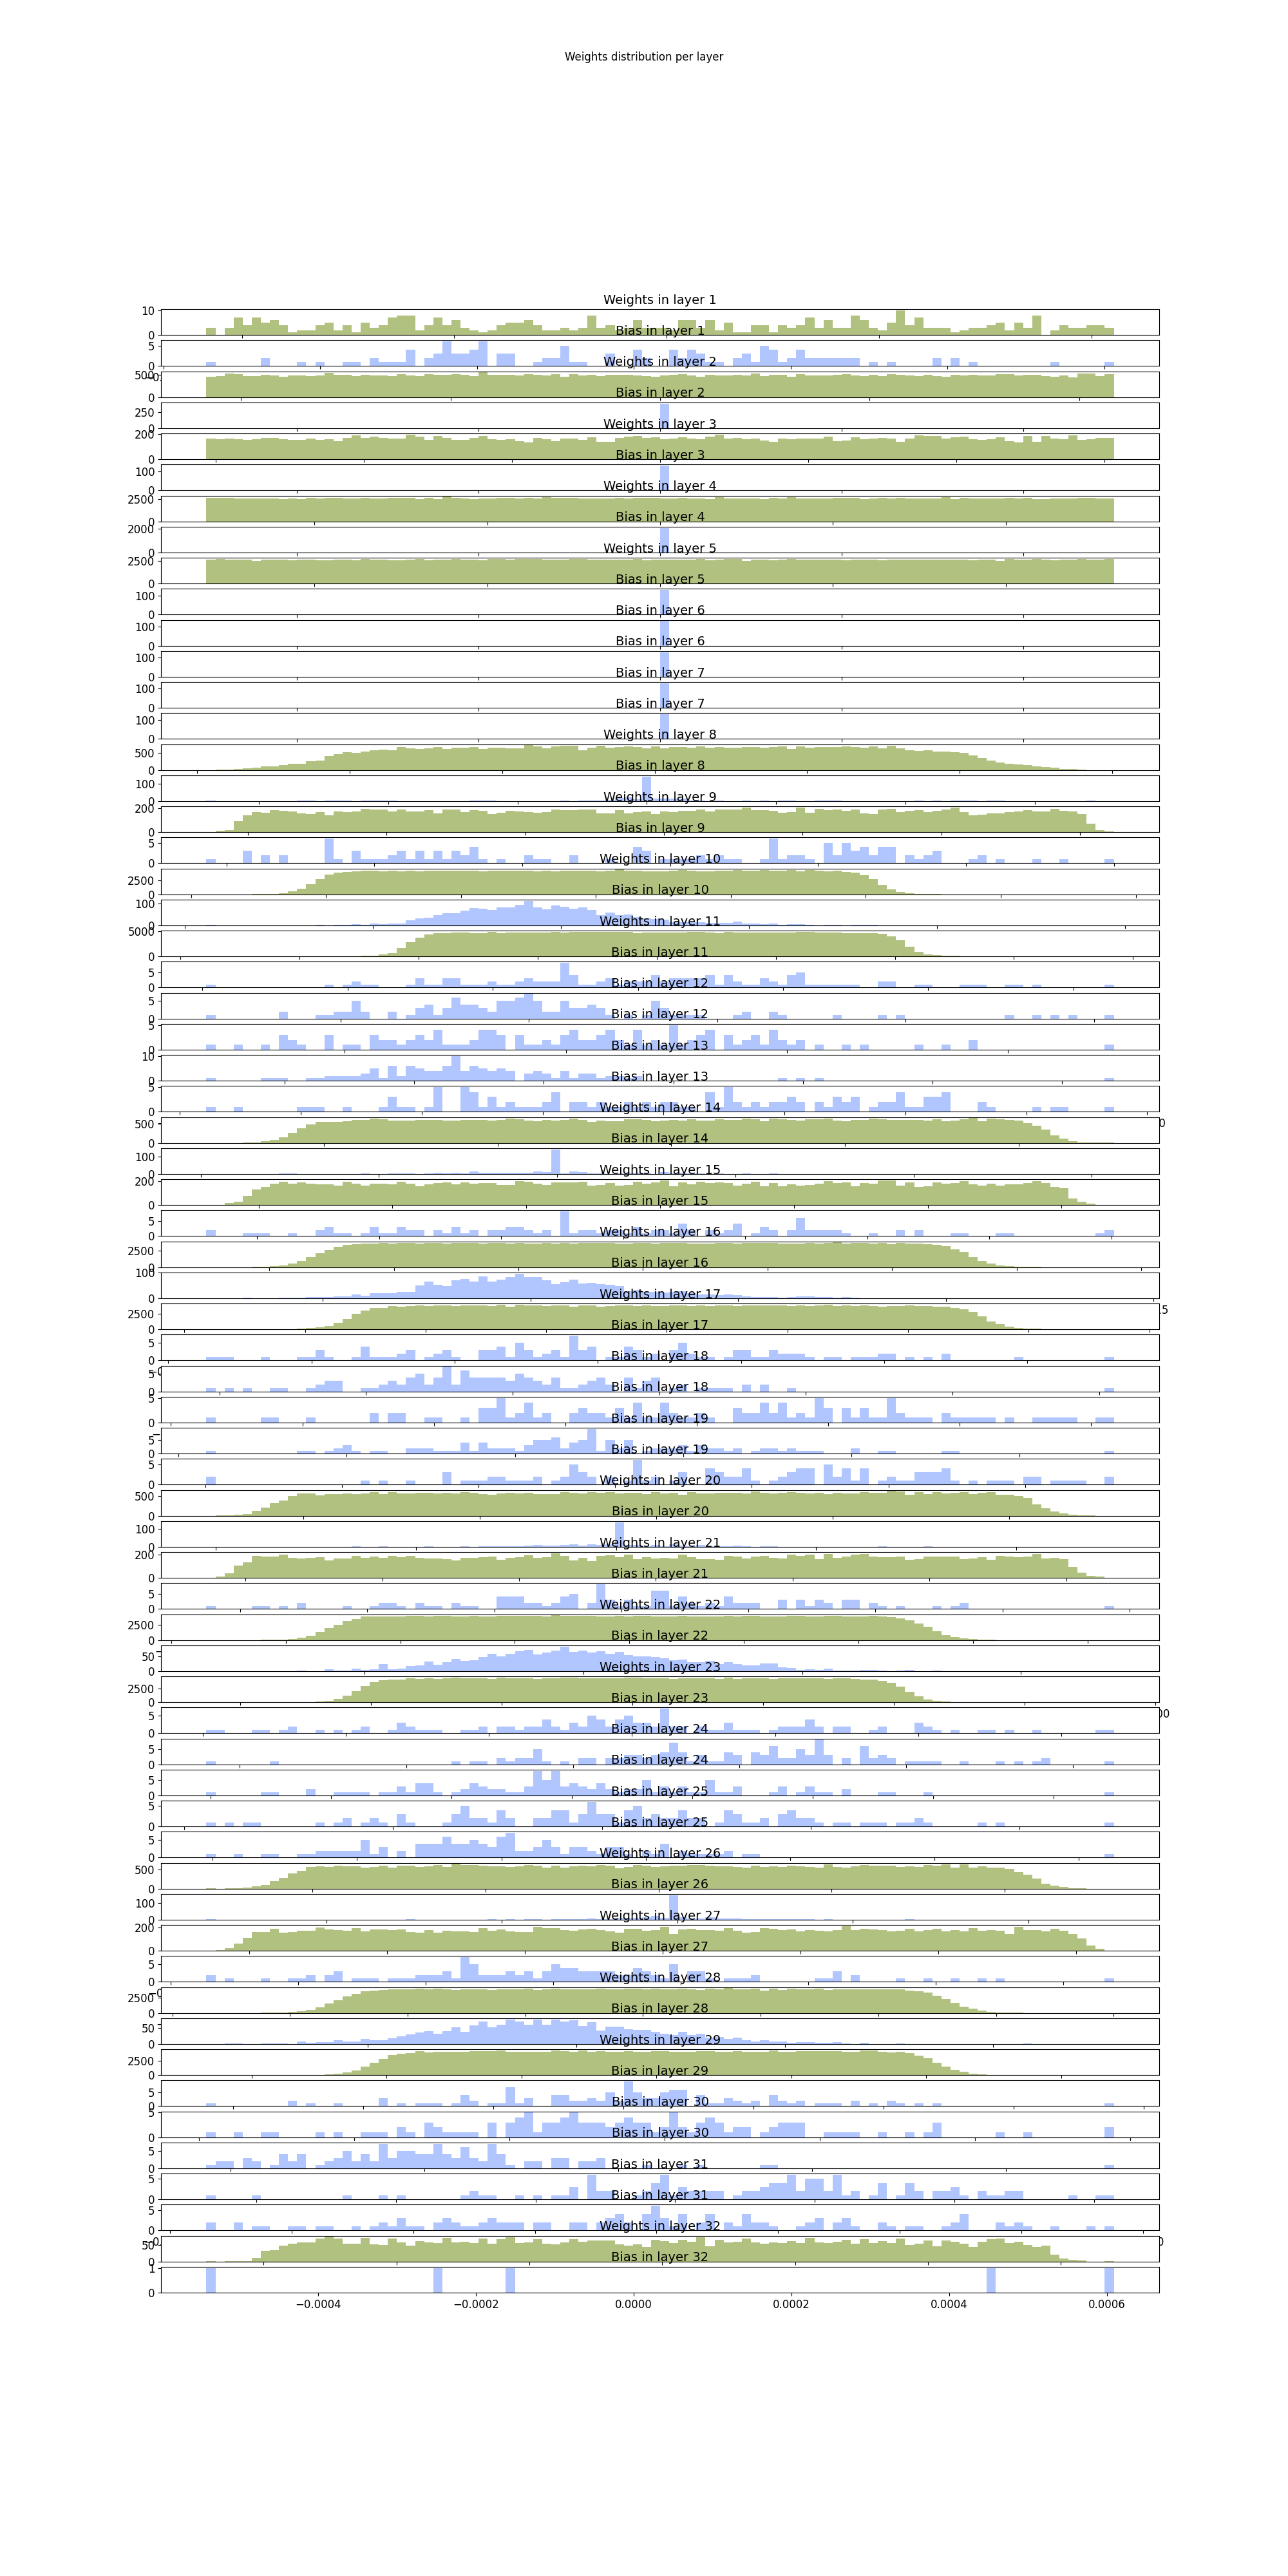 Weights distribution per layer
Weights in layer 1
10
0
Bias in layer 1
5
0
Weights in layer 2
500
0
Bias in layer 2
250
0
Weights in layer 3
200
0
Bias in layer 3
100
0
Weights in layer 4
2500
0
Bias in layer 4
2000
0
Weights in layer 5
2500
0
Bias in layer 5
100
0
Bias in layer 6
100
0
Bias in layer 6
100
0
Bias in layer 7
100
0
Bias in layer 7
100
0
Weights in layer 8
500
0
Bias in layer 8
100
0
Weights in layer 9
200
0
Bias in layer 9
5
0
Weights in layer 10
2500
0
Bias in layer 10
100
0
Weights in layer 11
5000
0
Bias in layer 11
5
0
Bias in layer 12
5
0
Bias in layer 12
5
0
Bias in layer 13
10
0
Bias in layer 13
5
0
Weights in layer 14
500
0
Bias in layer 14
100
0
Weights in layer 15
200
0
Bias in layer 15
5
0
Weights in layer 16
2500
0
Bias in layer 16
100
0
Weights in layer 17
2500
0
Bias in layer 17
5
0
Bias in layer 18
5
0
Bias in layer 18
5
0
Bias in layer 19
5
0
Bias in layer 19
5
0
Weights in layer 20
500
0
Bias in layer 20
100
0
Weights in layer 21
200
0
Bias in layer 21
5
0
Weights in layer 22
2500
0
Bias in layer 22
50
0
Weights in layer 23
2500
0
Bias in layer 23
5
0
Bias in layer 24
5
0
Bias in layer 24
5
0
Bias in layer 25
5
0
Bias in layer 25
5
0
Weights in layer 26
500
0
Bias in layer 26
100
0
Weights in layer 27
200
0
Bias in layer 27
5
0
Weights in layer 28
2500
0
Bias in layer 28
50
0
Weights in layer 29
2500
0
Bias in layer 29
5
0
Bias in layer 30
5
0
Bias in layer 30
5
0
Bias in layer 31
5
0
Bias in layer 31
5
0
Weights in layer 32
50
0
Bias in layer 32
1
0
−0.0004 −0.0002 0.0000 0.0002 0.0004 0.0006